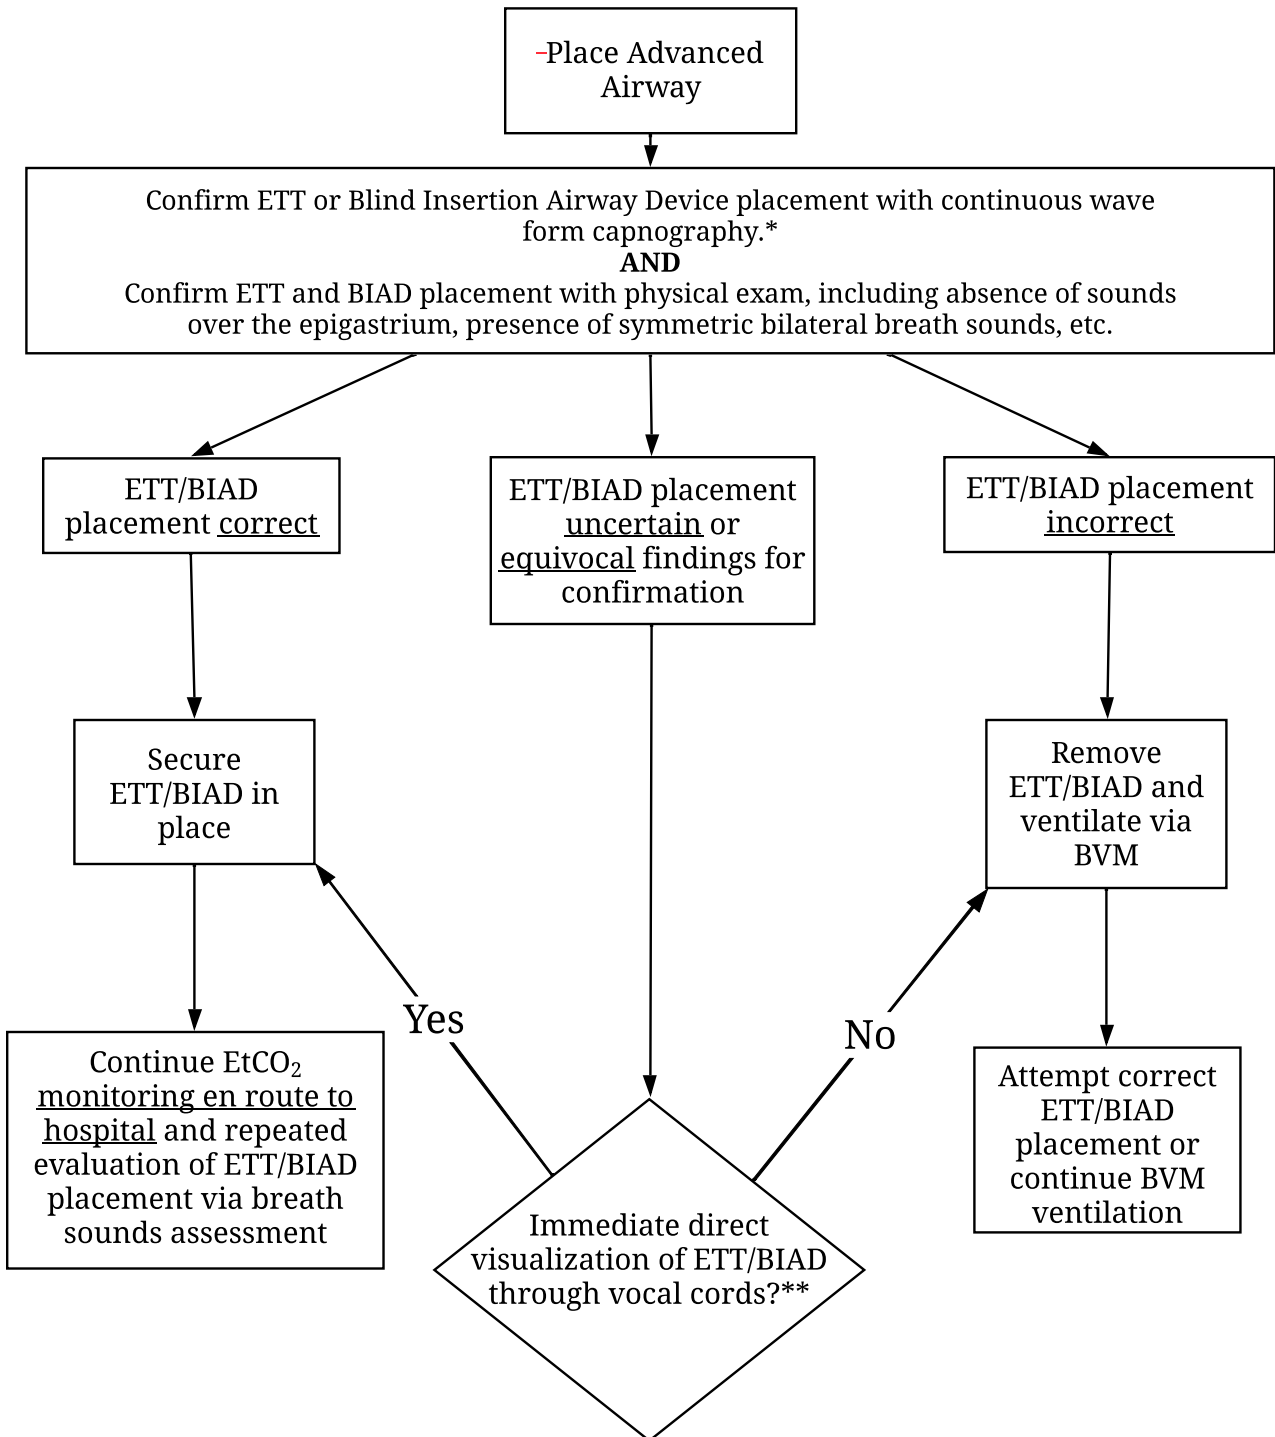 –Place Advanced
Airway
Confirm ETT or Blind Insertion Airway Device placement with continuous wave
form capnography.*
AND
Confirm ETT and BIAD placement with physical exam, including absence of sounds
over the epigastrium, presence of symmetric bilateral breath sounds, etc.
ETT/BIAD
placement correct
ETT/BIAD placement
uncertain or
equivocal findings for
confirmation
ETT/BIAD placement
incorrect
Secure
ETT/BIAD in
place
Remove
ETT/BIAD and
ventilate via
BVM
Yes
No
Continue EtCO₂
monitoring en route to
hospital and repeated
evaluation of ETT/BIAD
placement via breath
sounds assessment
Immediate direct
visualization of ETT/BIAD
through vocal cords?**
Attempt correct
ETT/BIAD
placement or
continue BVM
ventilation